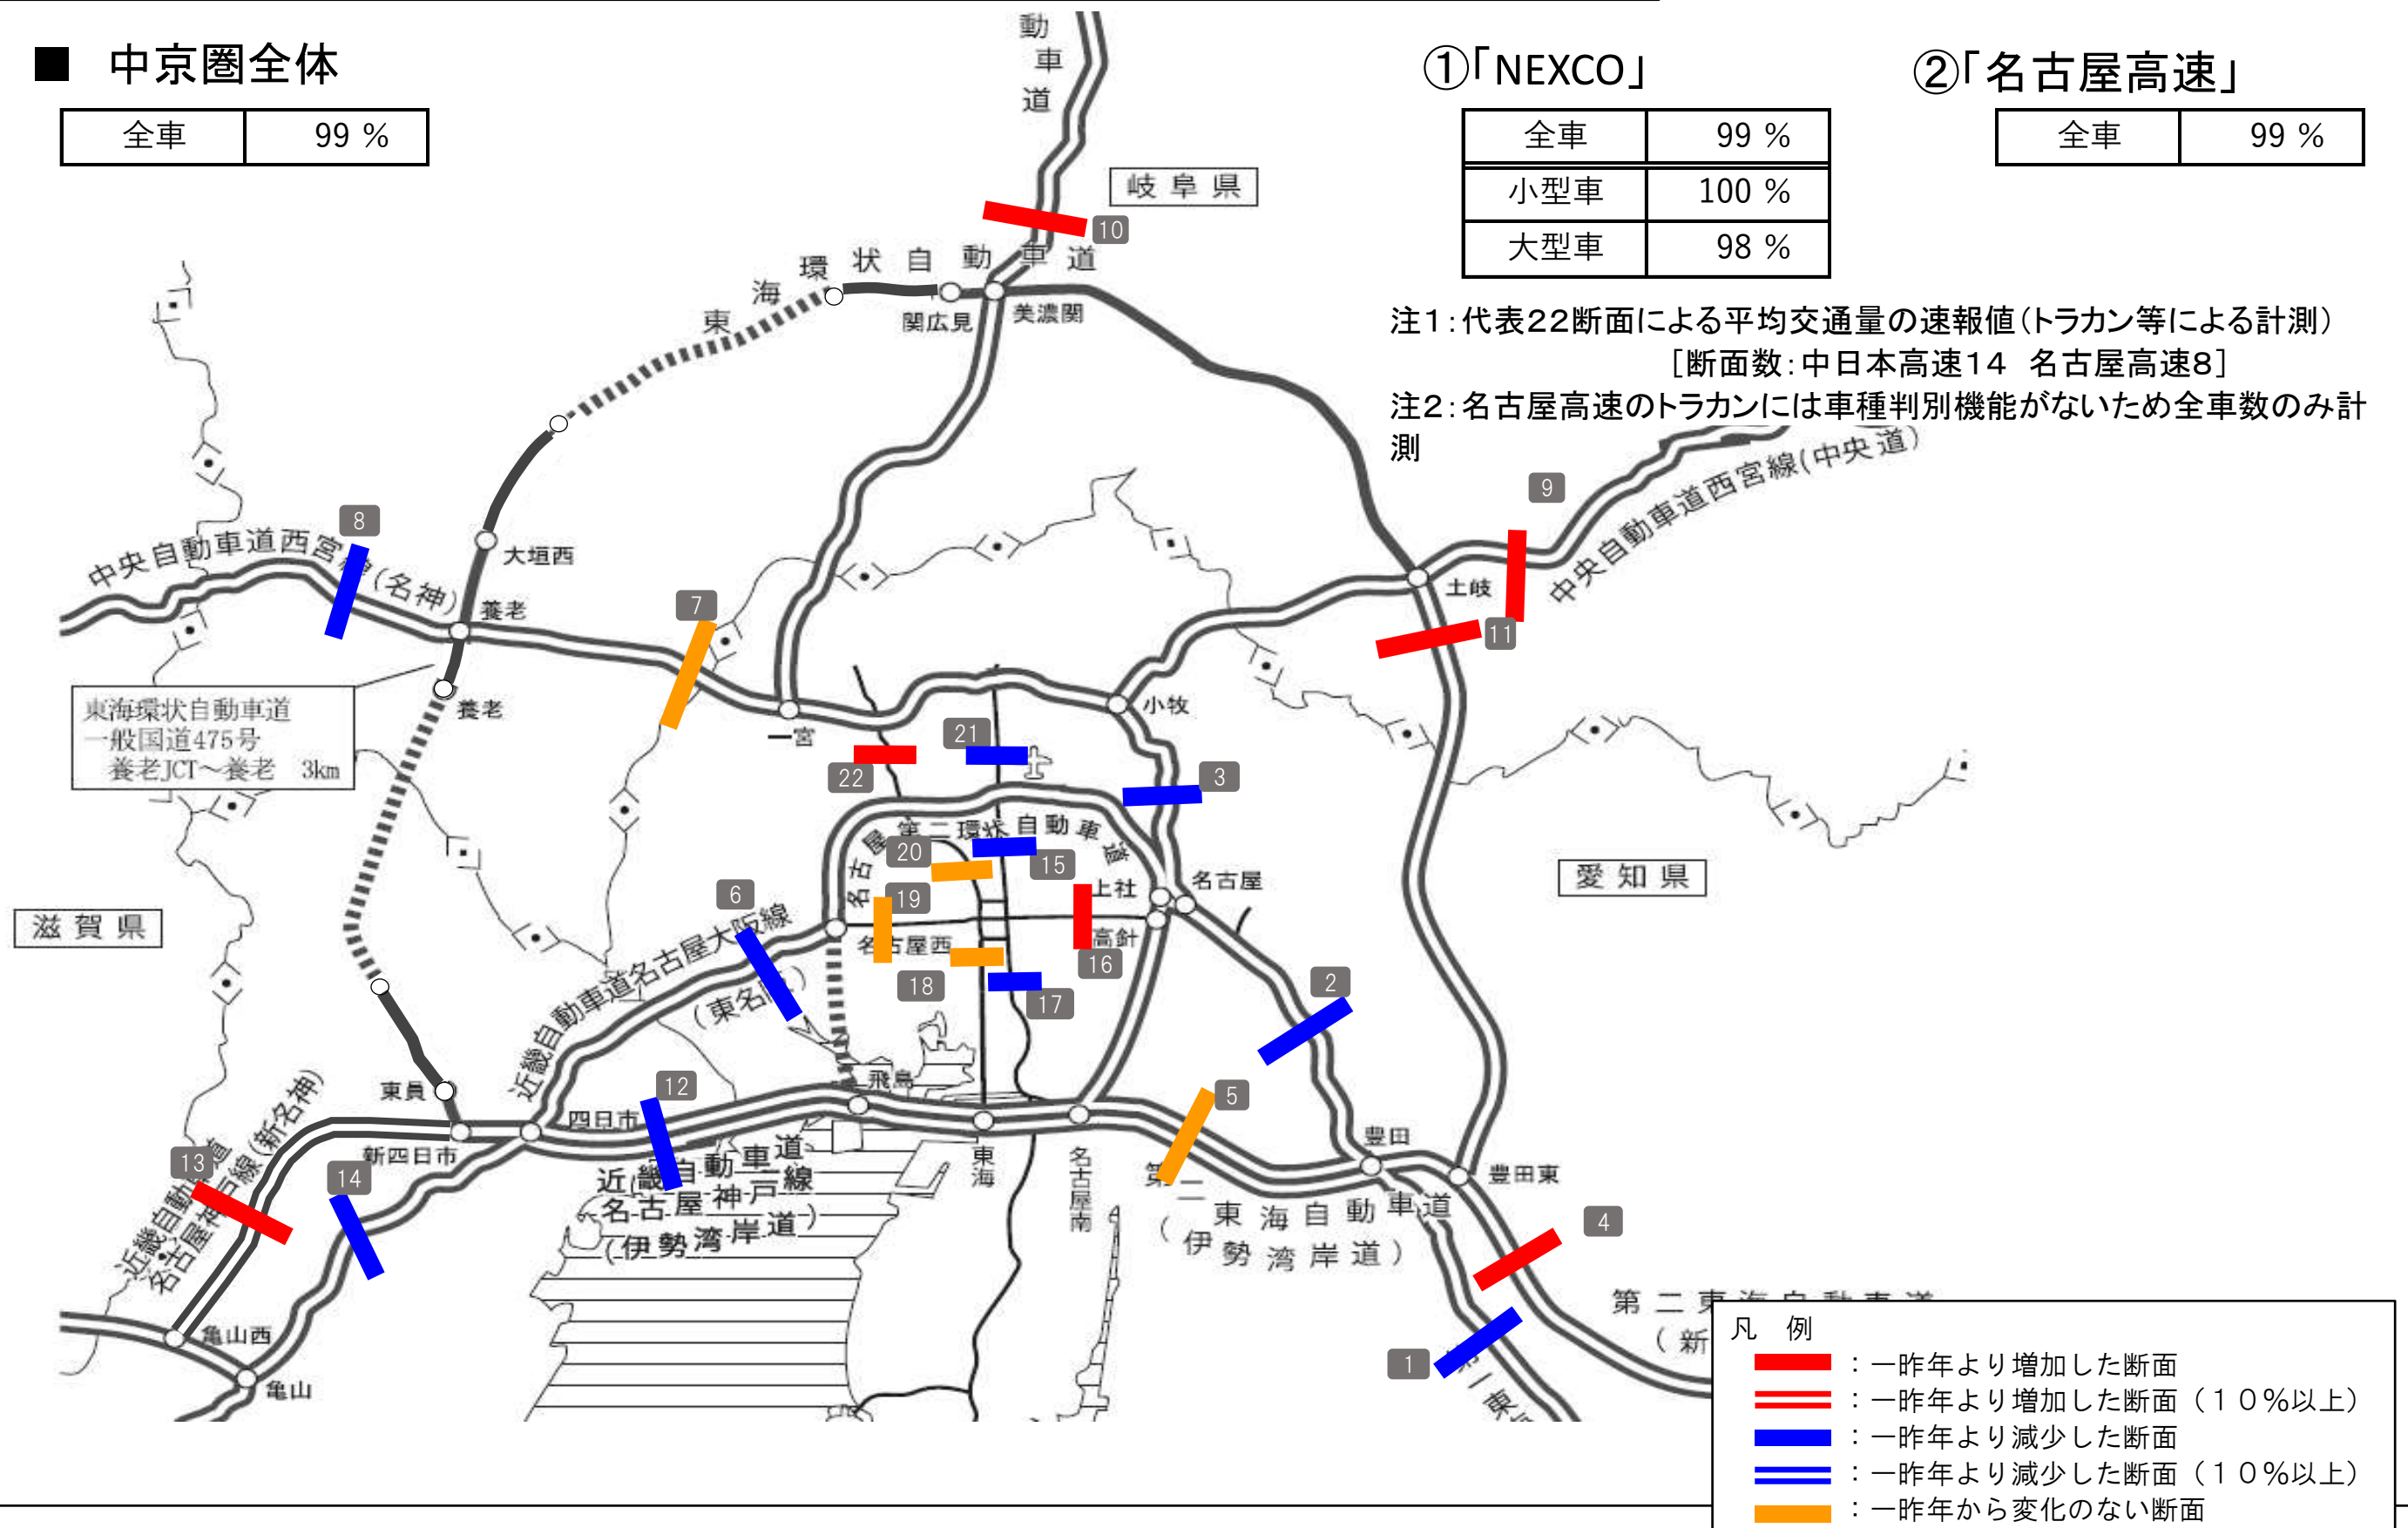 ■ 中京圏全体
全車 99 %
①「NEXCO」
全車 99 %
小型車 100 %
大型車 98 %
②「名古屋高速」
全車 99 %
注1:代表22断面による平均交通量の速報値(トラカン等による計測)
[断面数:中日本高速14 名古屋高速8]
注2:名古屋高速のトラカンには車種判別機能がないため全車数のみ計
測
動車道
岐阜県
10
東海環状自動車道
関広見
美濃関
中央自動車道西宮線(中央道)
9
土岐
11
8
中央自動車道西宮線(名神)
大垣西
養老
7
東海環状自動車道
一般国道475号
養老JCT~養老 3km
養老
一宮
小牧
22
21
3
名古屋第二環状自動車道
20
15
19
上社
名古屋
愛知県
滋賀県
6
近畿自動車道名古屋大阪線
(東名阪)
名古屋西
高針
16
18
17
2
東員
12
飛島
5
四日市
新四日市
13
14
近畿自動車道
名古屋神戸線(新名神)
近畿自動車道
名古屋神戸線
(伊勢湾岸道)
東海
名古屋南
豊田
豊田東
第二東海自動車道
(伊勢湾岸道)
4
1
亀山西
亀山
第二東海自動車道
(新
凡 例
:一昨年より増加した断面
:一昨年より増加した断面(10%以上)
:一昨年より減少した断面
:一昨年より減少した断面(10%以上)
:一昨年から変化のない断面